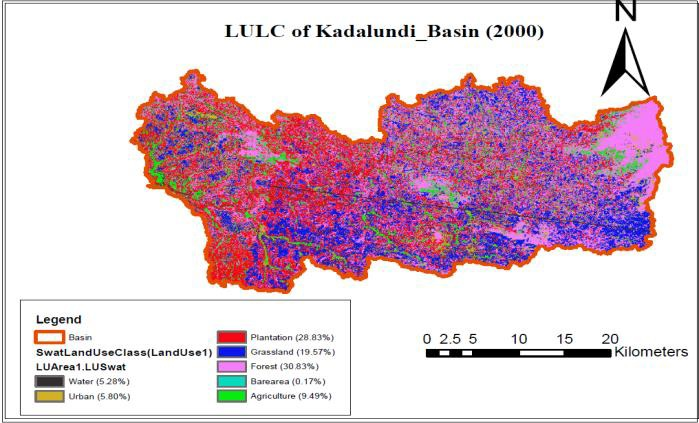 N
LULC of Kadalundi_Basin (2000)
Legend
Basin
SwatLandUseClass(LandUse1)
LUArea1.LUSwat
Water (5.28%)
Urban (5.80%)
Plantation (28.83%)
Grassland (19.57%)
Forest (30.83%)
Barearea (0.17%)
Agriculture (9.49%)
0 2.5 5 10 15 20
Kilometers